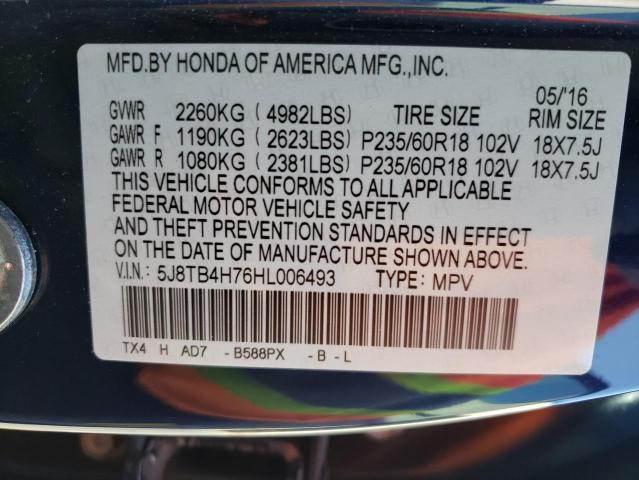 MFD.BY HONDA OF AMERICA MFG.,INC.
05/'16
GVWR 2260KG (4982LBS) TIRE SIZE RIM SIZE
GAWR F 1190KG (2623LBS) P235/60R18 102V 18X7.5J
GAWR R 1080KG (2381LBS) P235/60R18 102V 18X7.5J
THIS VEHICLE CONFORMS TO ALL APPLICABLE
FEDERAL MOTOR VEHICLE SAFETY
AND THEFT PREVENTION STANDARDS IN EFFECT
ON THE DATE OF MANUFACTURE SHOWN ABOVE.
V.I.N.: 5J8TB4H76HL006493 TYPE: MPV
TX4 H AD7 -B588PX -B-L